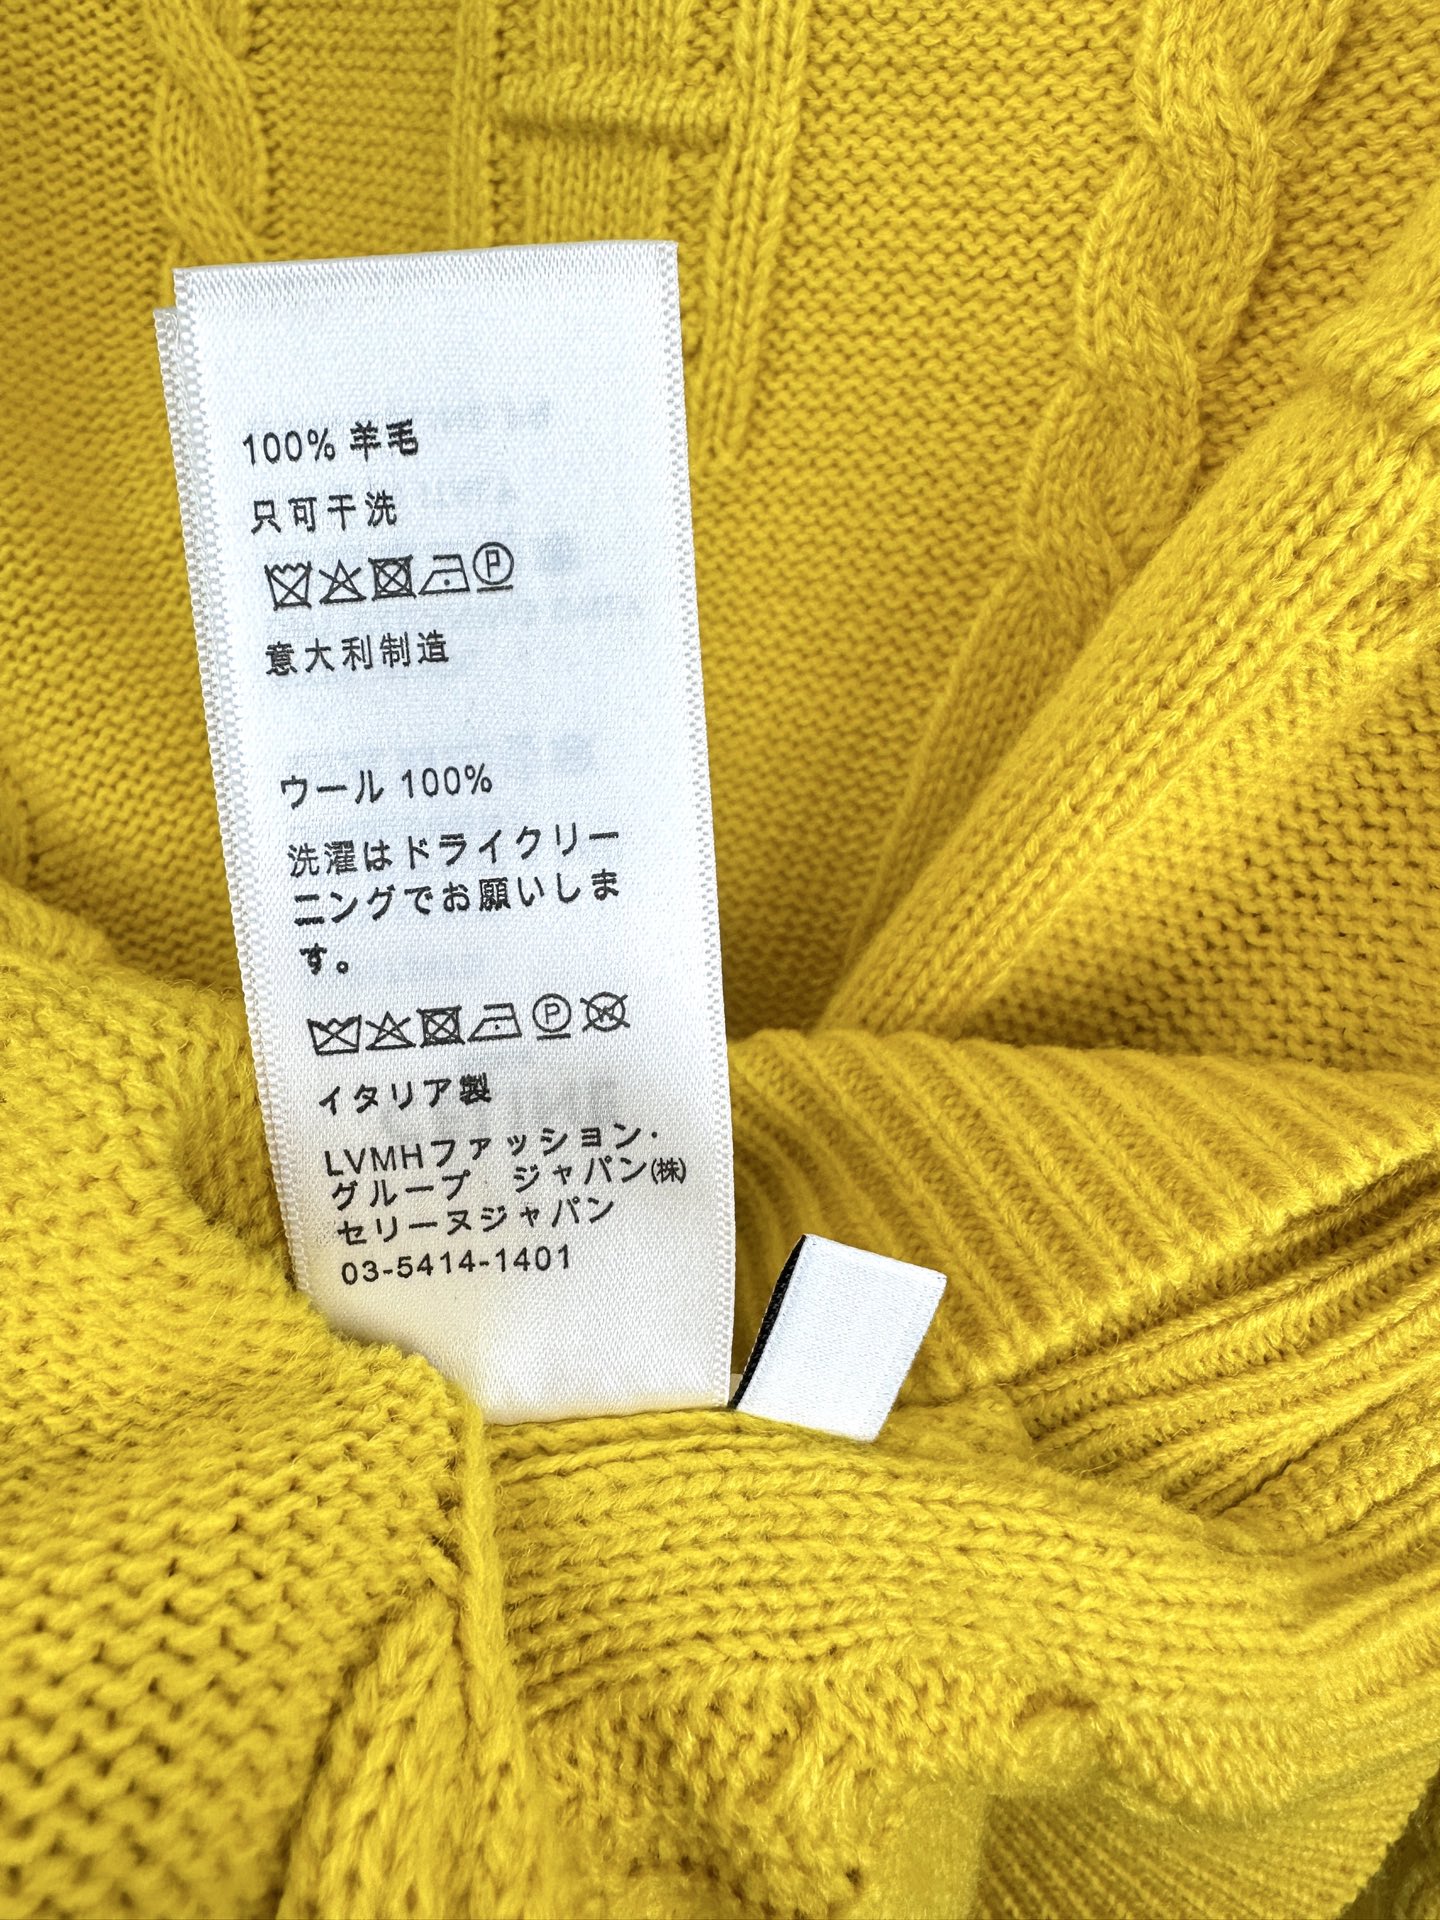 100% 羊毛
只可干洗
P
意大利制造
ウール 100%
洗濯はドライクリー
ニングでお願いしま
す。
P W
イタリア製
LVMHファッション·
グループ ジャパン(株)
セリーヌジャパン
03-5414-1401